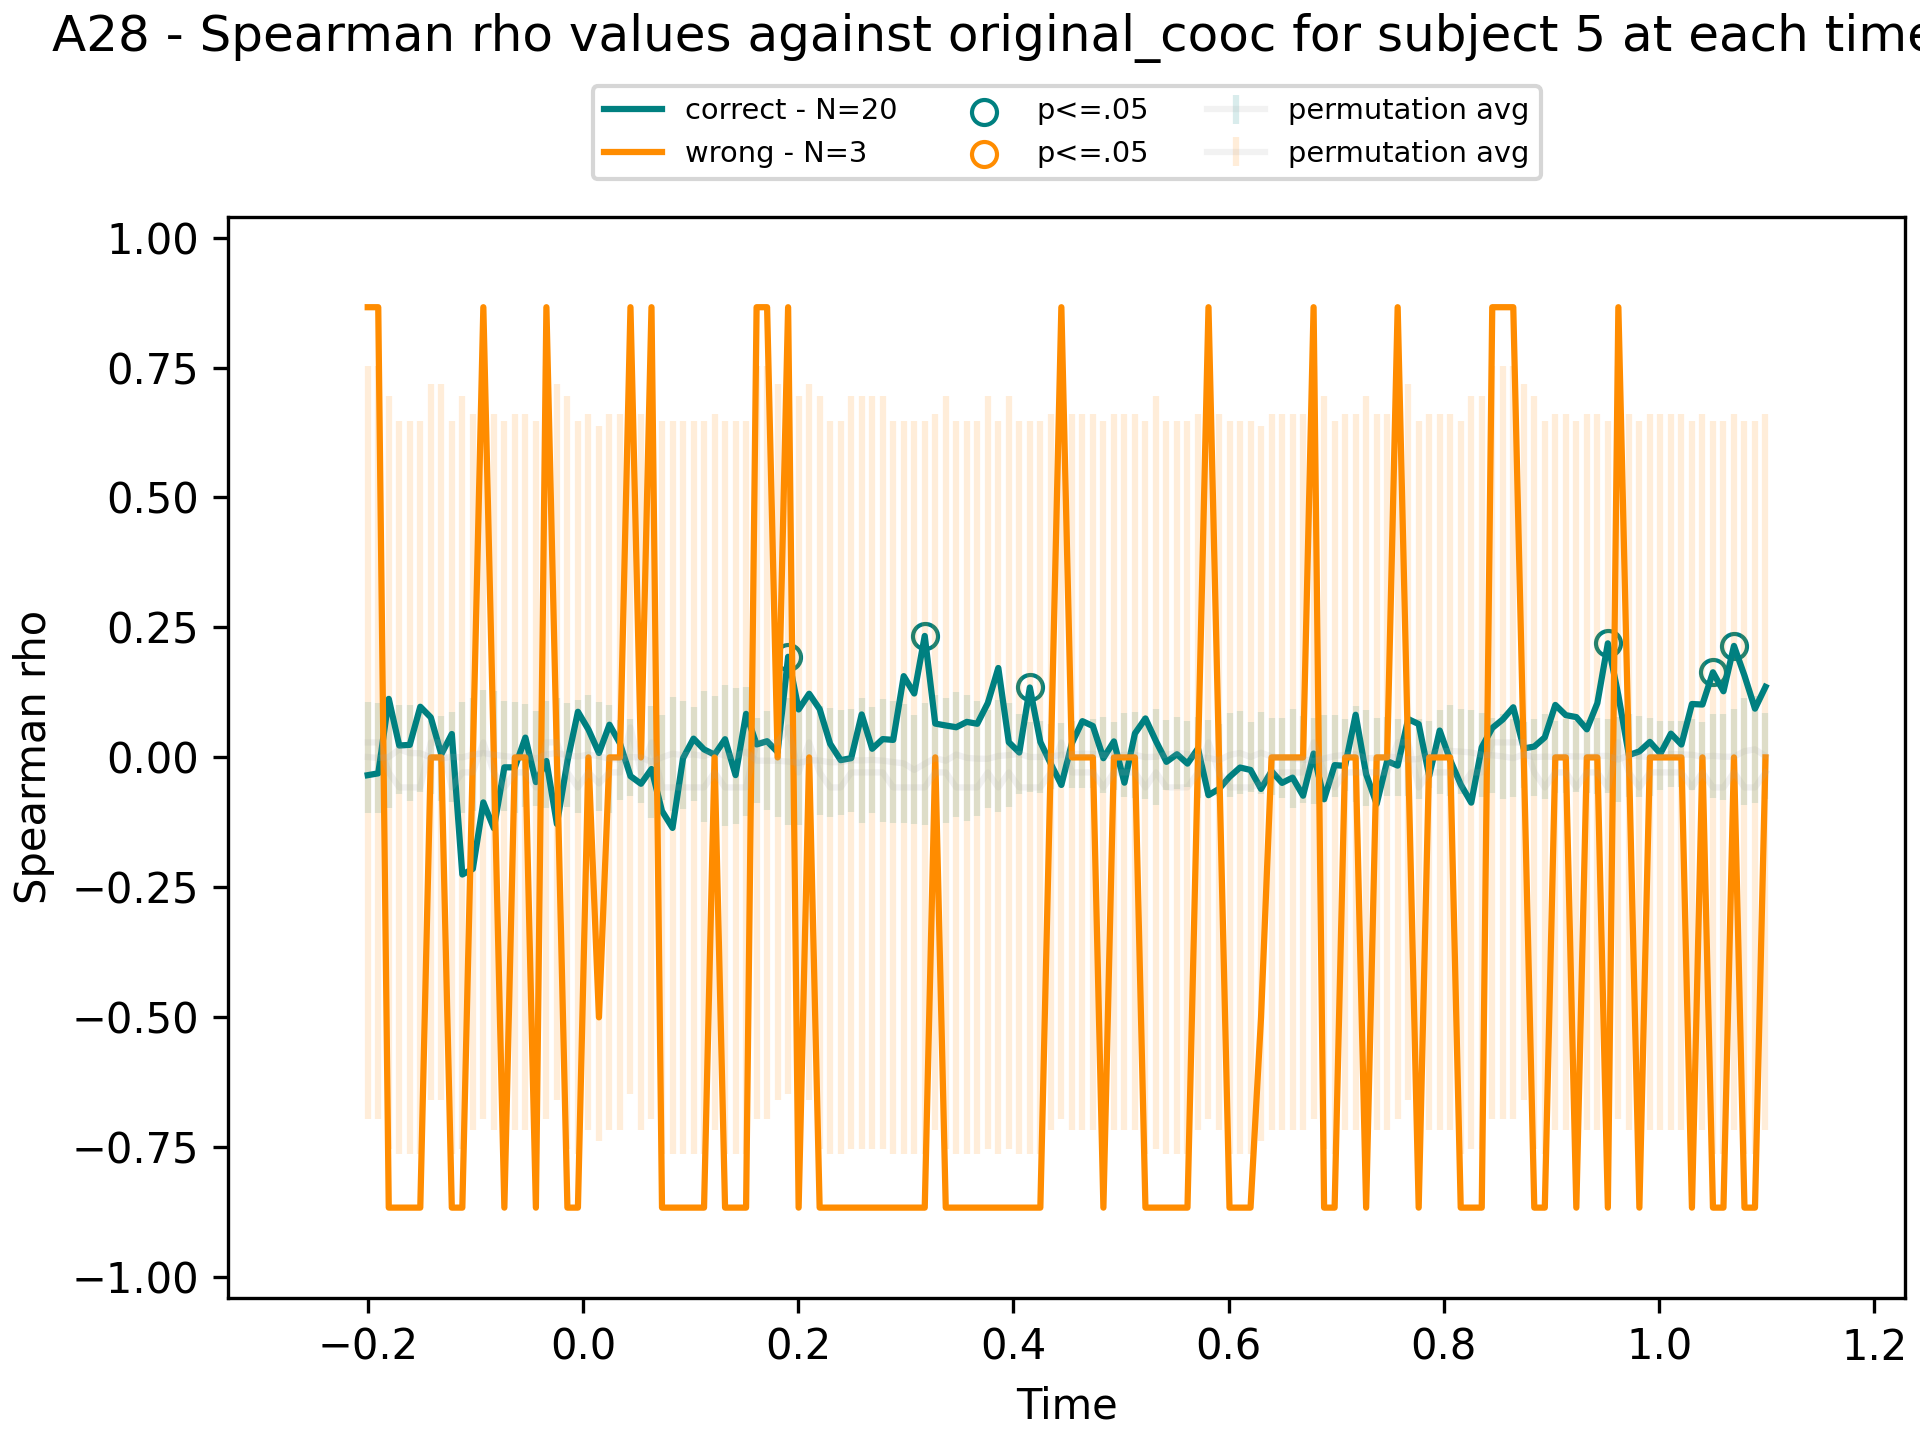 A28 - Spearman rho values against original_cooc for subject 5 at each time
correct - N=20 p<=.05 permutation avg
wrong - N=3 p<=.05 permutation avg
1.00
0.75
0.50
0.25
0.00
−0.25
−0.50
−0.75
−1.00
Spearman rho
−0.2 0.0 0.2 0.4 0.6 0.8 1.0 1.2
Time